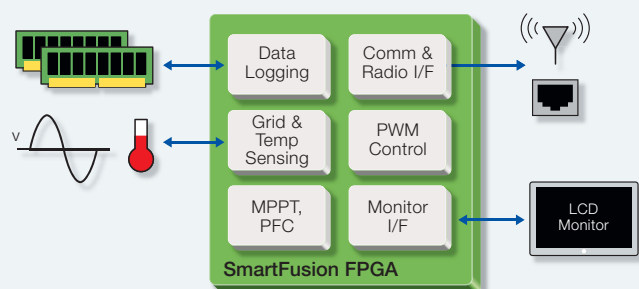 Data
Logging
Comm &
Radio I/F
V
Grid &
Temp
Sensing
PWM
Control
MPPT,
PFC
Monitor
I/F
LCD
Monitor
SmartFusion FPGA